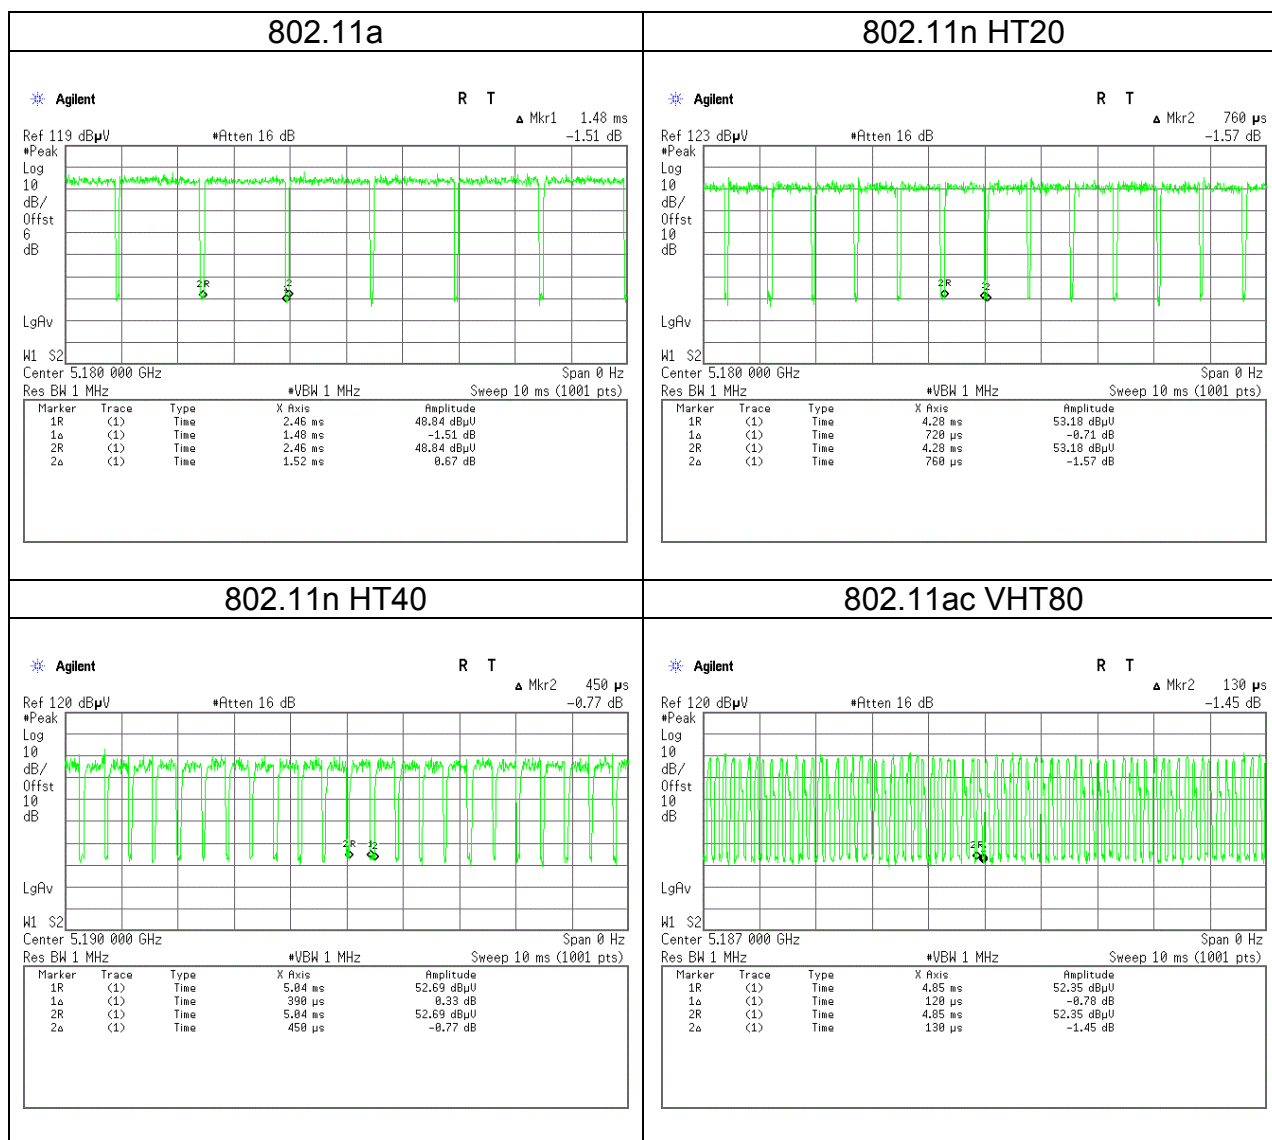 802.11a
Agilent
R T
Δ Mkr1 1.48 ms
Ref 119 dBµV #Atten 16 dB -1.51 dB
#Peak
Log
10
dB/
Offst
6
dB
2R
2
LgAv
W1 S2
Center 5.180 000 GHz Span 0 Hz
Res BW 1 MHz #VBW 1 MHz Sweep 10 ms (1001 pts)
Marker Trace Type X Axis Amplitude
1R (1) Time 2.46 ms 48.84 dBµV
1Δ (1) Time 1.48 ms -1.51 dB
2R (1) Time 2.46 ms 48.84 dBµV
2Δ (1) Time 1.52 ms 0.67 dB
802.11n HT20
Agilent
R T
Δ Mkr2 760 µs
Ref 123 dBµV #Atten 16 dB -1.57 dB
#Peak
Log
10
dB/
Offst
10
dB
2R
2
LgAv
W1 S2
Center 5.180 000 GHz Span 0 Hz
Res BW 1 MHz #VBW 1 MHz Sweep 10 ms (1001 pts)
Marker Trace Type X Axis Amplitude
1R (1) Time 4.28 ms 53.18 dBµV
1Δ (1) Time 720 µs -0.71 dB
2R (1) Time 4.28 ms 53.18 dBµV
2Δ (1) Time 760 µs -1.57 dB
802.11n HT40
Agilent
R T
Δ Mkr2 450 µs
Ref 120 dBµV #Atten 16 dB -0.77 dB
#Peak
Log
10
dB/
Offst
10
dB
2R
2
LgAv
W1 S2
Center 5.190 000 GHz Span 0 Hz
Res BW 1 MHz #VBW 1 MHz Sweep 10 ms (1001 pts)
Marker Trace Type X Axis Amplitude
1R (1) Time 5.04 ms 52.69 dBµV
1Δ (1) Time 390 µs 0.33 dB
2R (1) Time 5.04 ms 52.69 dBµV
2Δ (1) Time 450 µs -0.77 dB
802.11ac VHT80
Agilent
R T
Δ Mkr2 130 µs
Ref 120 dBµV #Atten 16 dB -1.45 dB
#Peak
Log
10
dB/
Offst
10
dB
2R
LgAv
W1 S2
Center 5.187 000 GHz Span 0 Hz
Res BW 1 MHz #VBW 1 MHz Sweep 10 ms (1001 pts)
Marker Trace Type X Axis Amplitude
1R (1) Time 4.85 ms 52.35 dBµV
1Δ (1) Time 120 µs -0.78 dB
2R (1) Time 4.85 ms 52.35 dBµV
2Δ (1) Time 130 µs -1.45 dB